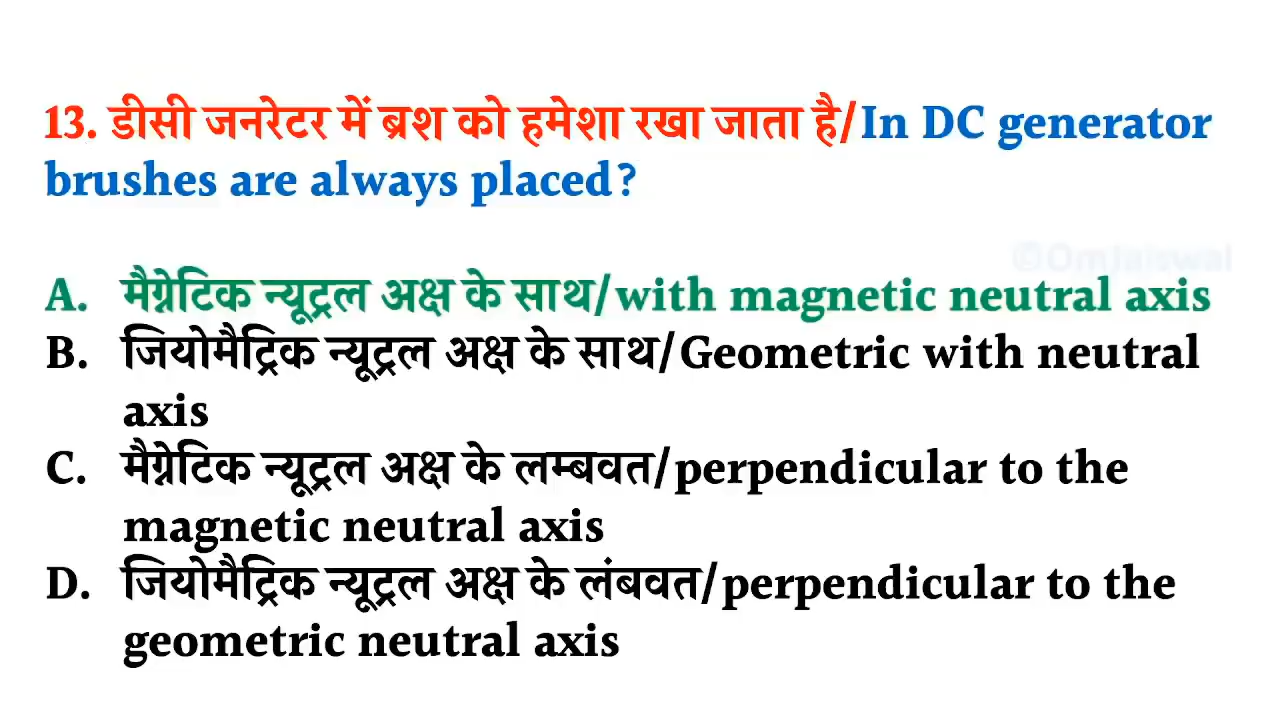 13. डीसी जनरेटर में ब्रश को हमेशा रखा जाता है/In DC generator
brushes are always placed?
@OmJaiswal
A. मैग्नेटिक न्यूट्रल अक्ष के साथ/with magnetic neutral axis
B. जियोमैट्रिक न्यूट्रल अक्ष के साथ/Geometric with neutral
axis
C. मैग्नेटिक न्यूट्रल अक्ष के लम्बवत/perpendicular to the
magnetic neutral axis
D. जियोमैट्रिक न्यूट्रल अक्ष के लंबवत/perpendicular to the
geometric neutral axis